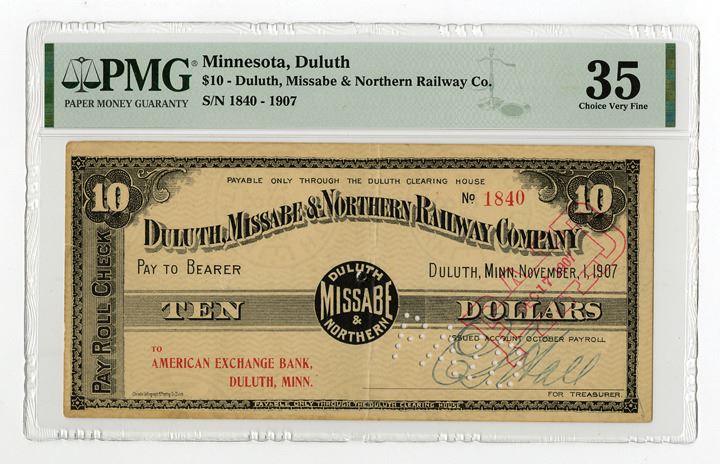 PMG
PAPER MONEY GUARANTY
Minnesota, Duluth
$10 - Duluth, Missabe & Northern Railway Co.
S/N 1840 - 1907
35
Choice Very Fine
10
PAYABLE ONLY THROUGH THE DULUTH CLEARING HOUSE
No 1840
10
DULUTH, MISSABE & NORTHERN RAILWAY COMPANY
PAY ROLL CHECK
PAY TO BEARER
DULUTH, MINN. NOVEMBER, 1, 1907
DULUTH
MISSABE
&
NORTHERN
TEN
DOLLARS
ISSUED ACCOUNT OCTOBER PAYROLL
TO
AMERICAN EXCHANGE BANK,
DULUTH, MINN.
FOR TREASURER.
PAYABLE ONLY THROUGH THE DULUTH CLEARING HOUSE
PAID